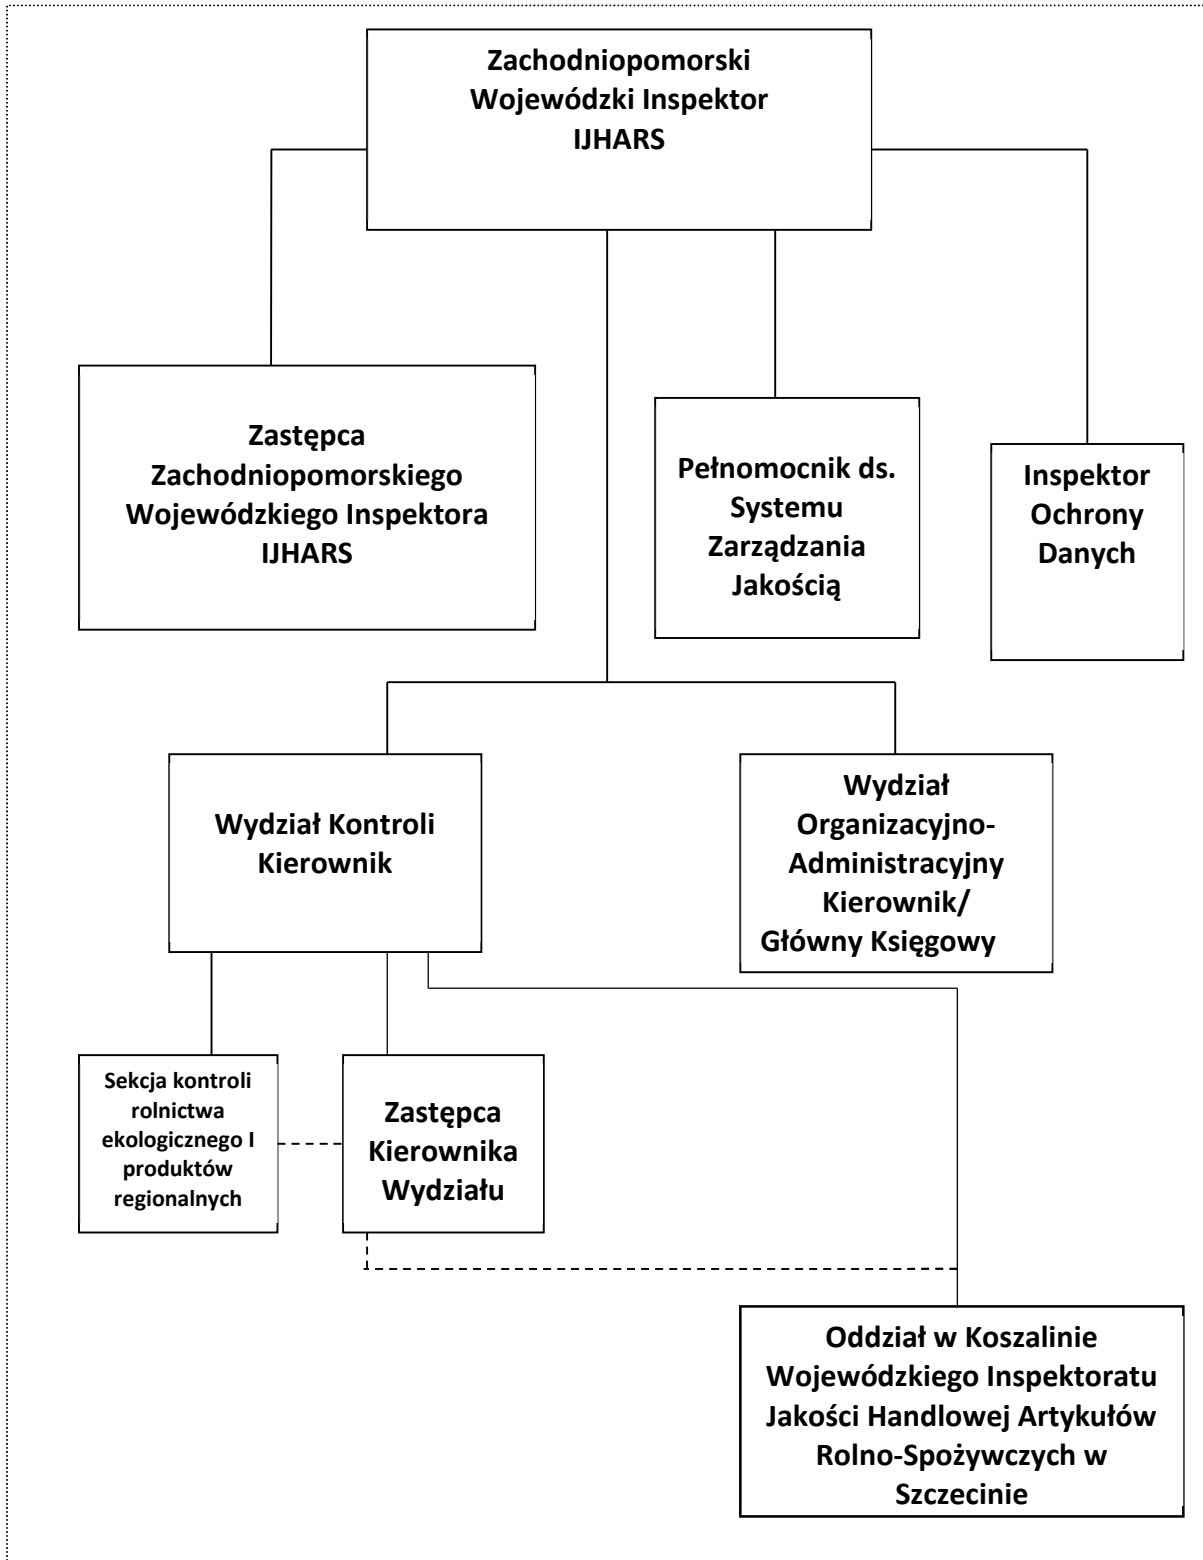 Zachodniopomorski
Wojewódzki Inspektor
IJHARS
Zastępca
Zachodniopomorskiego
Wojewódzkiego Inspektora
IJHARS
Pełnomocnik ds.
Systemu
Zarządzania
Jakością
Inspektor
Ochrony
Danych
Wydział Kontroli
Kierownik
Wydział
Organizacyjno-
Administracyjny
Kierownik/
Główny Księgowy
Sekcja kontroli
rolnictwa
ekologicznego I
produktów
regionalnych
Zastępca
Kierownika
Wydziału
Oddział w Koszalinie
Wojewódzkiego Inspektoratu
Jakości Handlowej Artykułów
Rolno-Spożywczych w
Szczecinie